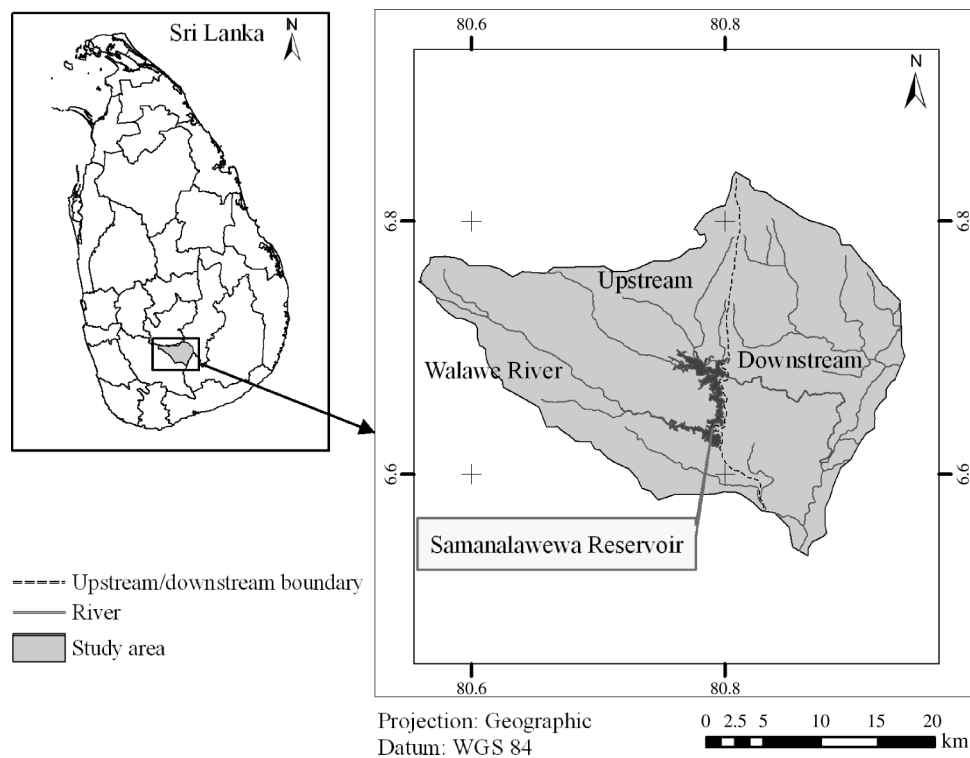 Sri Lanka
N
Upstream/downstream boundary
River
Study area
80.6
80.8
N
6.8
6.8
Upstream
Downstream
Walawe River
6.6
6.6
Samanalawewa Reservoir
80.6
80.8
Projection: Geographic
Datum: WGS 84
0 2.5 5 10 15 20
km